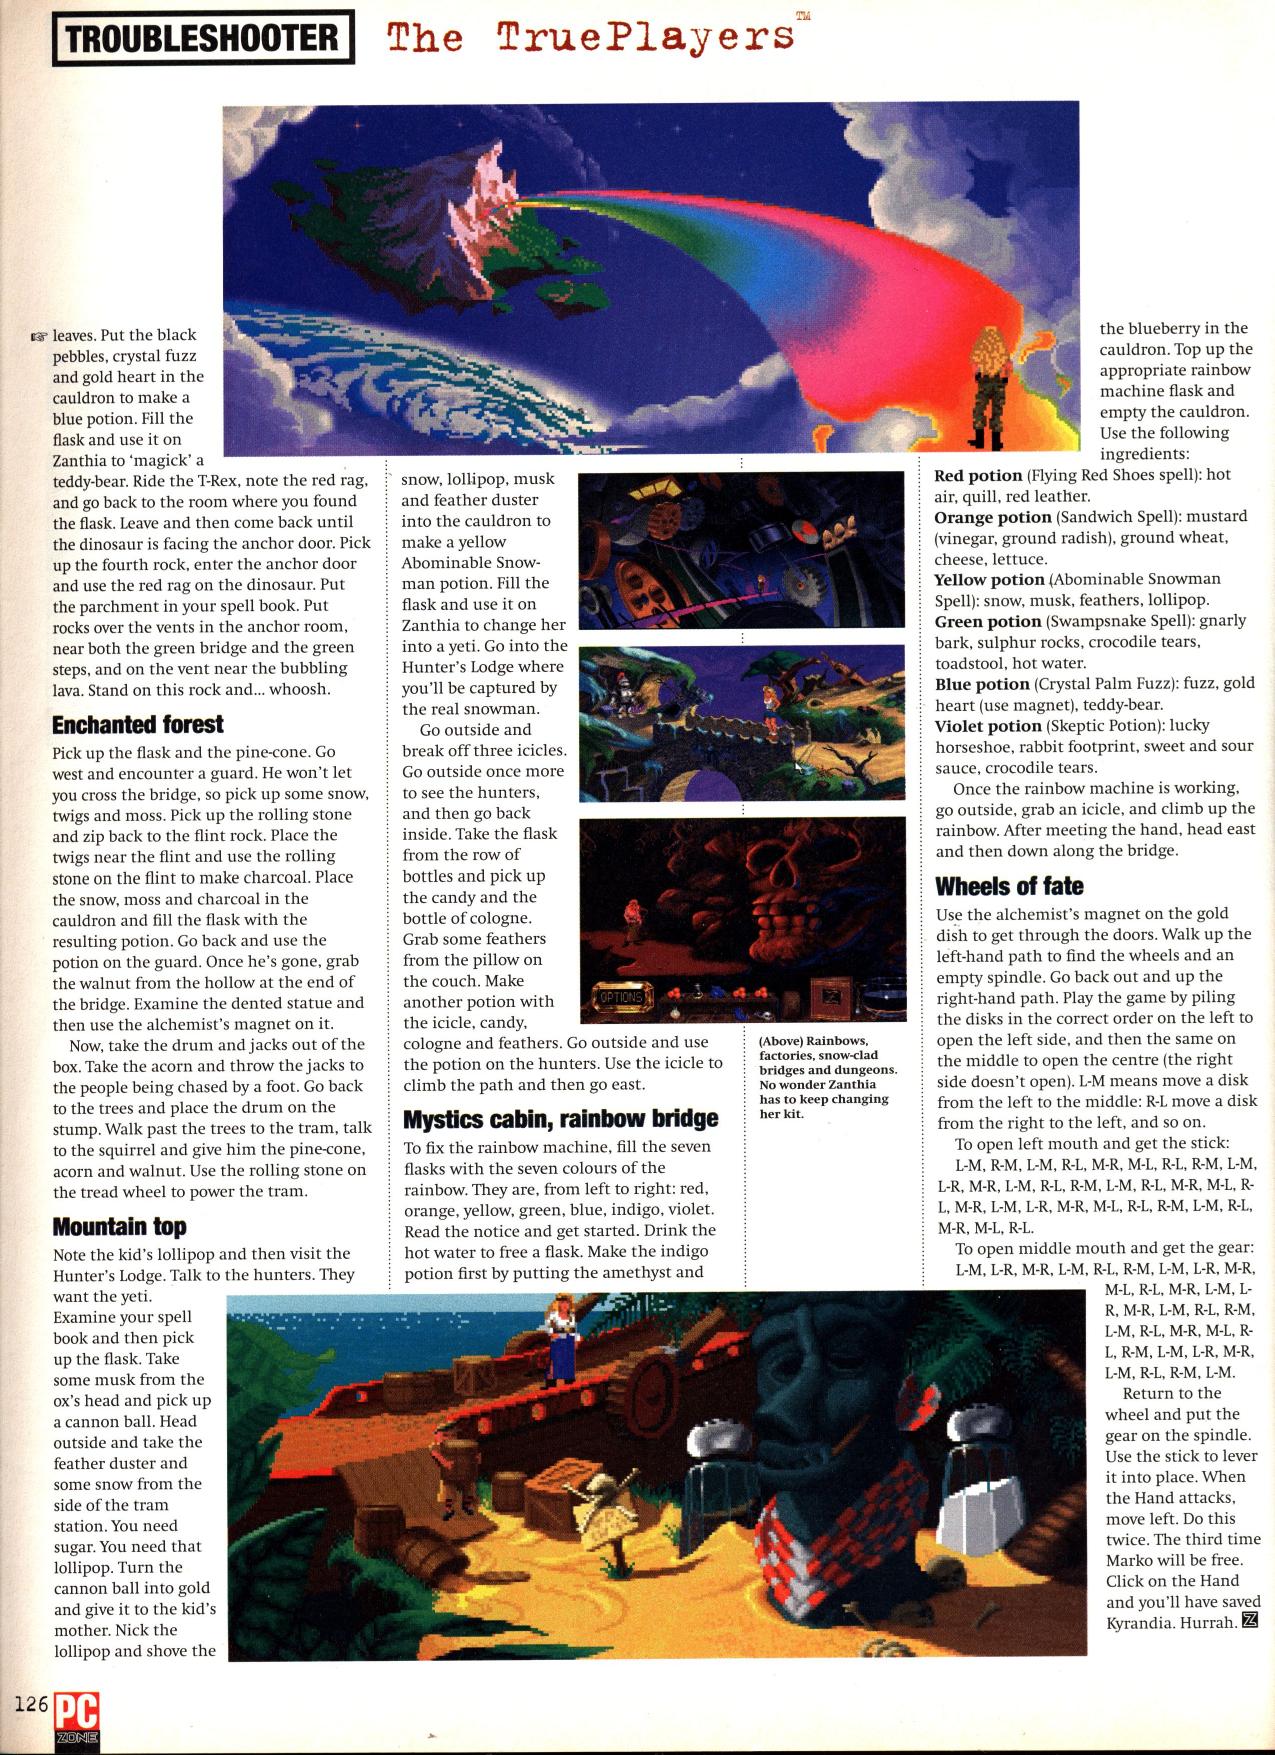 TROUBLESHOOTER
The TruePlayers™
☞ leaves. Put the black
pebbles, crystal fuzz
and gold heart in the
cauldron to make a
blue potion. Fill the
flask and use it on
Zanthia to ‘magick’ a
teddy-bear. Ride the T-Rex, note the red rag,
and go back to the room where you found
the flask. Leave and then come back until
the dinosaur is facing the anchor door. Pick
up the fourth rock, enter the anchor door
and use the red rag on the dinosaur. Put
the parchment in your spell book. Put
rocks over the vents in the anchor room,
near both the green bridge and the green
steps, and on the vent near the bubbling
lava. Stand on this rock and... whoosh.
Enchanted forest
Pick up the flask and the pine-cone. Go
west and encounter a guard. He won’t let
you cross the bridge, so pick up some snow,
twigs and moss. Pick up the rolling stone
and zip back to the flint rock. Place the
twigs near the flint and use the rolling
stone on the flint to make charcoal. Place
the snow, moss and charcoal in the
cauldron and fill the flask with the
resulting potion. Go back and use the
potion on the guard. Once he’s gone, grab
the walnut from the hollow at the end of
the bridge. Examine the dented statue and
then use the alchemist’s magnet on it.
Now, take the drum and jacks out of the
box. Take the acorn and throw the jacks to
the people being chased by a foot. Go back
to the trees and place the drum on the
stump. Walk past the trees to the tram, talk
to the squirrel and give him the pine-cone,
acorn and walnut. Use the rolling stone on
the tread wheel to power the tram.
Mountain top
Note the kid’s lollipop and then visit the
Hunter’s Lodge. Talk to the hunters. They
want the yeti.
Examine your spell
book and then pick
up the flask. Take
some musk from the
ox’s head and pick up
a cannon ball. Head
outside and take the
feather duster and
some snow from the
side of the tram
station. You need
sugar. You need that
lollipop. Turn the
cannon ball into gold
and give it to the kid’s
mother. Nick the
lollipop and shove the
snow, lollipop, musk
and feather duster
into the cauldron to
make a yellow
Abominable Snow-
man potion. Fill the
flask and use it on
Zanthia to change her
into a yeti. Go into the
Hunter’s Lodge where
you’ll be captured by
the real snowman.
Go outside and
break off three icicles.
Go outside once more
to see the hunters,
and then go back
inside. Take the flask
from the row of
bottles and pick up
the candy and the
bottle of cologne.
Grab some feathers
from the pillow on
the couch. Make
another potion with
the icicle, candy,
cologne and feathers. Go outside and use
the potion on the hunters. Use the icicle to
climb the path and then go east.
Mystics cabin, rainbow bridge
To fix the rainbow machine, fill the seven
flasks with the seven colours of the
rainbow. They are, from left to right: red,
orange, yellow, green, blue, indigo, violet.
Read the notice and get started. Drink the
hot water to free a flask. Make the indigo
potion first by putting the amethyst and
OPTIONS
(Above) Rainbows,
factories, snow-clad
bridges and dungeons.
No wonder Zanthia
has to keep changing
her kit.
the blueberry in the
cauldron. Top up the
appropriate rainbow
machine flask and
empty the cauldron.
Use the following
ingredients:
Red potion (Flying Red Shoes spell): hot
air, quill, red leather.
Orange potion (Sandwich Spell): mustard
(vinegar, ground radish), ground wheat,
cheese, lettuce.
Yellow potion (Abominable Snowman
Spell): snow, musk, feathers, lollipop.
Green potion (Swampsnake Spell): gnarly
bark, sulphur rocks, crocodile tears,
toadstool, hot water.
Blue potion (Crystal Palm Fuzz): fuzz, gold
heart (use magnet), teddy-bear.
Violet potion (Skeptic Potion): lucky
horseshoe, rabbit footprint, sweet and sour
sauce, crocodile tears.
Once the rainbow machine is working,
go outside, grab an icicle, and climb up the
rainbow. After meeting the hand, head east
and then down along the bridge.
Wheels of fate
Use the alchemist’s magnet on the gold
dish to get through the doors. Walk up the
left-hand path to find the wheels and an
empty spindle. Go back out and up the
right-hand path. Play the game by piling
the disks in the correct order on the left to
open the left side, and then the same on
the middle to open the centre (the right
side doesn’t open). L-M means move a disk
from the left to the middle: R-L move a disk
from the right to the left, and so on.
To open left mouth and get the stick:
L-M, R-M, L-M, R-L, M-R, M-L, R-L, R-M, L-M,
L-R, M-R, L-M, R-L, R-M, L-M, R-L, M-R, M-L, R-
L, M-R, L-M, L-R, M-R, M-L, R-L, R-M, L-M, R-L,
M-R, M-L, R-L.
To open middle mouth and get the gear:
L-M, L-R, M-R, L-M, R-L, R-M, L-M, L-R, M-R,
M-L, R-L, M-R, L-M, L-
R, M-R, L-M, R-L, R-M,
L-M, R-L, M-R, M-L, R-
L, R-M, L-M, L-R, M-R,
L-M, R-L, R-M, L-M.
Return to the
wheel and put the
gear on the spindle.
Use the stick to lever
it into place. When
the Hand attacks,
move left. Do this
twice. The third time
Marko will be free.
Click on the Hand
and you’ll have saved
Kyrandia. Hurrah. Z
126 PC
ZONE